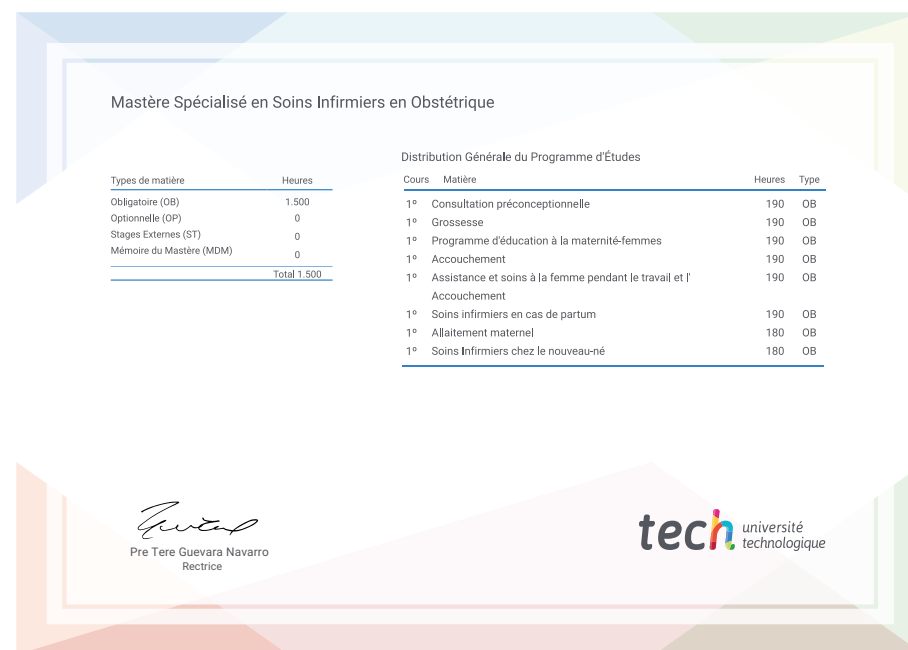 Mastère Spécialisé en Soins Infirmiers en Obstétrique
Distribution Générale du Programme d'Études
Types de matière Heures
Obligatoire (OB) 1.500
Optionnelle (OP) 0
Stages Externes (ST) 0
Mémoire du Mastère (MDM) 0
Total 1.500
Cours Matière Heures Type
1º Consultation préconceptionnelle 190 OB
1º Grossesse 190 OB
1º Programme d'éducation à la maternité-femmes 190 OB
1º Accouchement 190 OB
1º Assistance et soins à la femme pendant le travail et l' 190 OB
Accouchement
1º Soins infirmiers en cas de partum 190 OB
1º Allaitement maternel 180 OB
1º Soins Infirmiers chez le nouveau-né 180 OB
Pre Tere Guevara Navarro
Rectrice
tech université
technologique